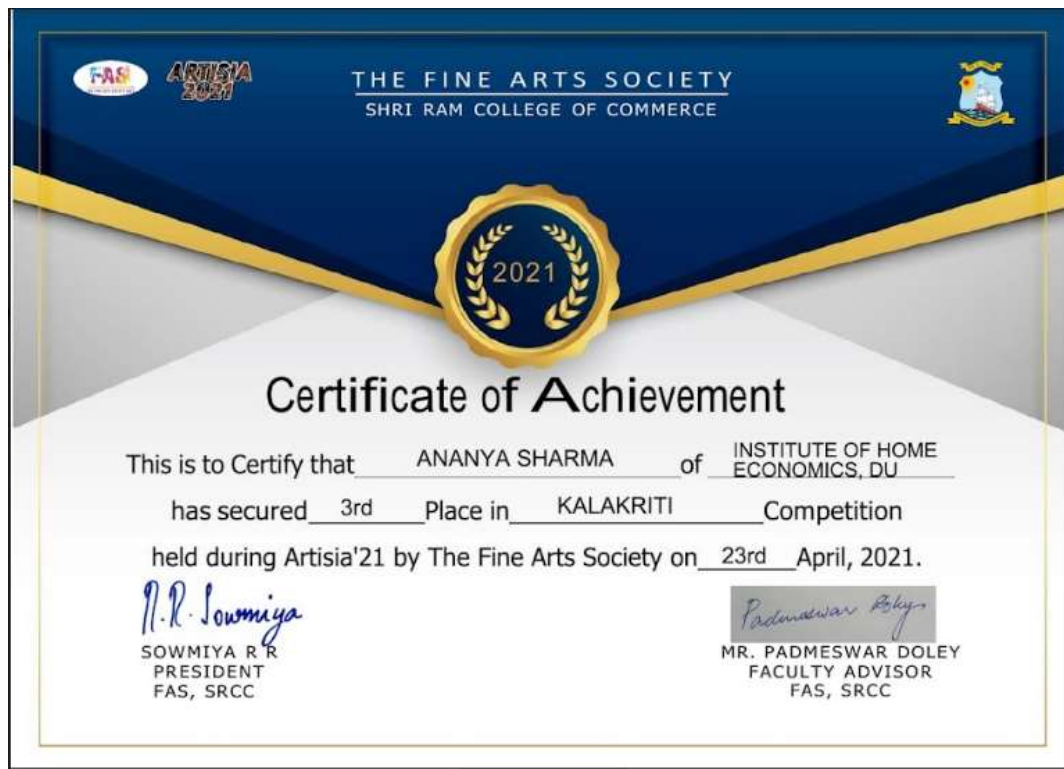 FAS
ARTISIA
2021
THE FINE ARTS SOCIETY
SHRI RAM COLLEGE OF COMMERCE
2021
Certificate of Achievement
This is to Certify that ANANYA SHARMA of INSTITUTE OF HOME
ECONOMICS, DU
has secured 3rd Place in KALAKRITI Competition
held during Artisia'21 by The Fine Arts Society on 23rd April, 2021.
R.R. Sowmiya
SOWMIYA R R
PRESIDENT
FAS, SRCC
Padmeswar Doley
MR. PADMESWAR DOLEY
FACULTY ADVISOR
FAS, SRCC